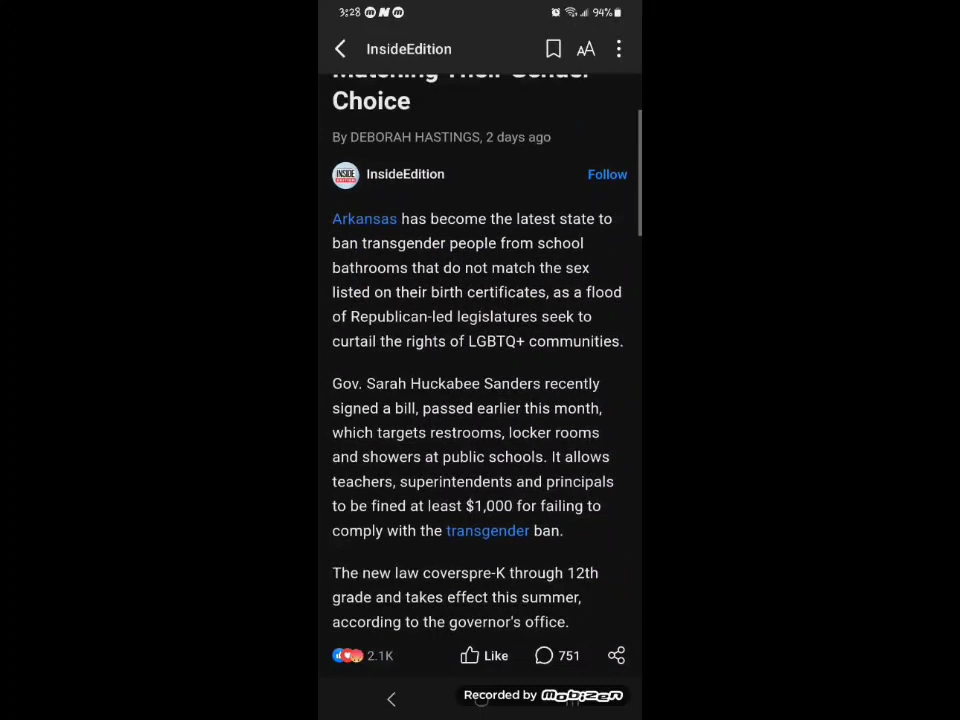 3:28
94%
InsideEdition
AA
Matching Their Gender
Choice
By DEBORAH HASTINGS, 2 days ago
INSIDE EDITION
InsideEdition
Follow
Arkansas has become the latest state to
ban transgender people from school
bathrooms that do not match the sex
listed on their birth certificates, as a flood
of Republican-led legislatures seek to
curtail the rights of LGBTQ+ communities.
Gov. Sarah Huckabee Sanders recently
signed a bill, passed earlier this month,
which targets restrooms, locker rooms
and showers at public schools. It allows
teachers, superintendents and principals
to be fined at least $1,000 for failing to
comply with the transgender ban.
The new law coverspre-K through 12th
grade and takes effect this summer,
according to the governor's office.
2.1K
Like
751
Recorded by mobizen